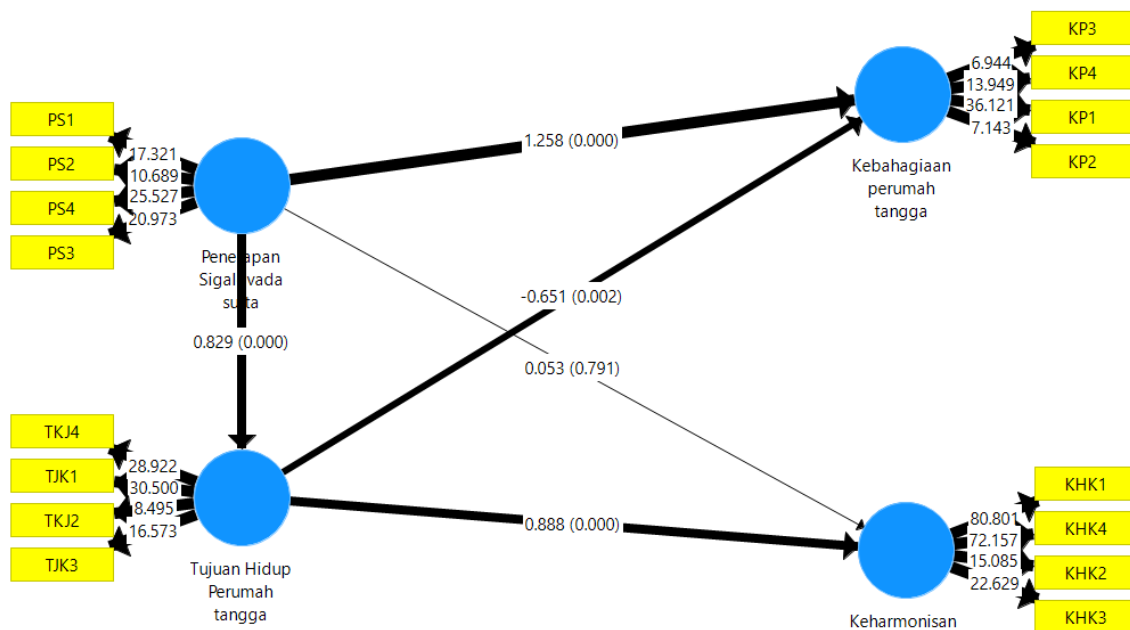 PS1
PS2
PS4
PS3
17.321
10.689
25.527
20.973
Penerapan
Sigalovada
sutta
1.258 (0.000)
KP3
KP4
KP1
KP2
6.944
13.949
36.121
7.143
Kebahagiaan
perumah
tangga
-0.651 (0.002)
0.829 (0.000)
0.053 (0.791)
TKJ4
TJK1
TKJ2
TJK3
28.922
30.500
8.495
16.573
Tujuan Hidup
Perumah
tangga
0.888 (0.000)
KHK1
KHK4
KHK2
KHK3
80.801
72.157
15.085
22.629
Keharmonisan